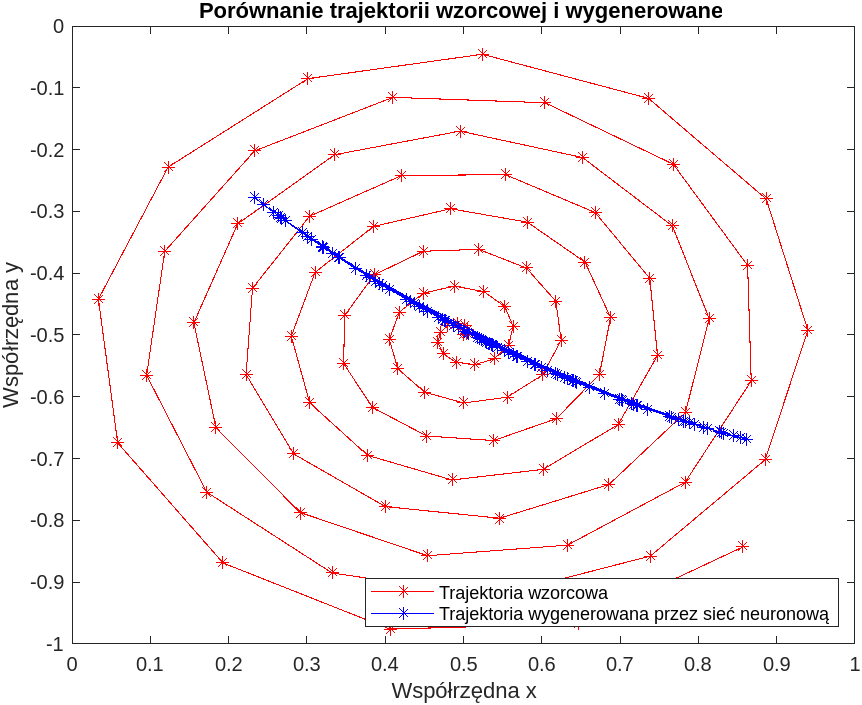 Porównanie trajektorii wzorcowej i wygenerowane
0
-0.1
-0.2
-0.3
-0.4
-0.5
-0.6
-0.7
-0.8
-0.9
-1
Współrzędna y
Trajektoria wzorcowa
Trajektoria wygenerowana przez sieć neuronową
0 0.1 0.2 0.3 0.4 0.5 0.6 0.7 0.8 0.9 1
Współrzędna x